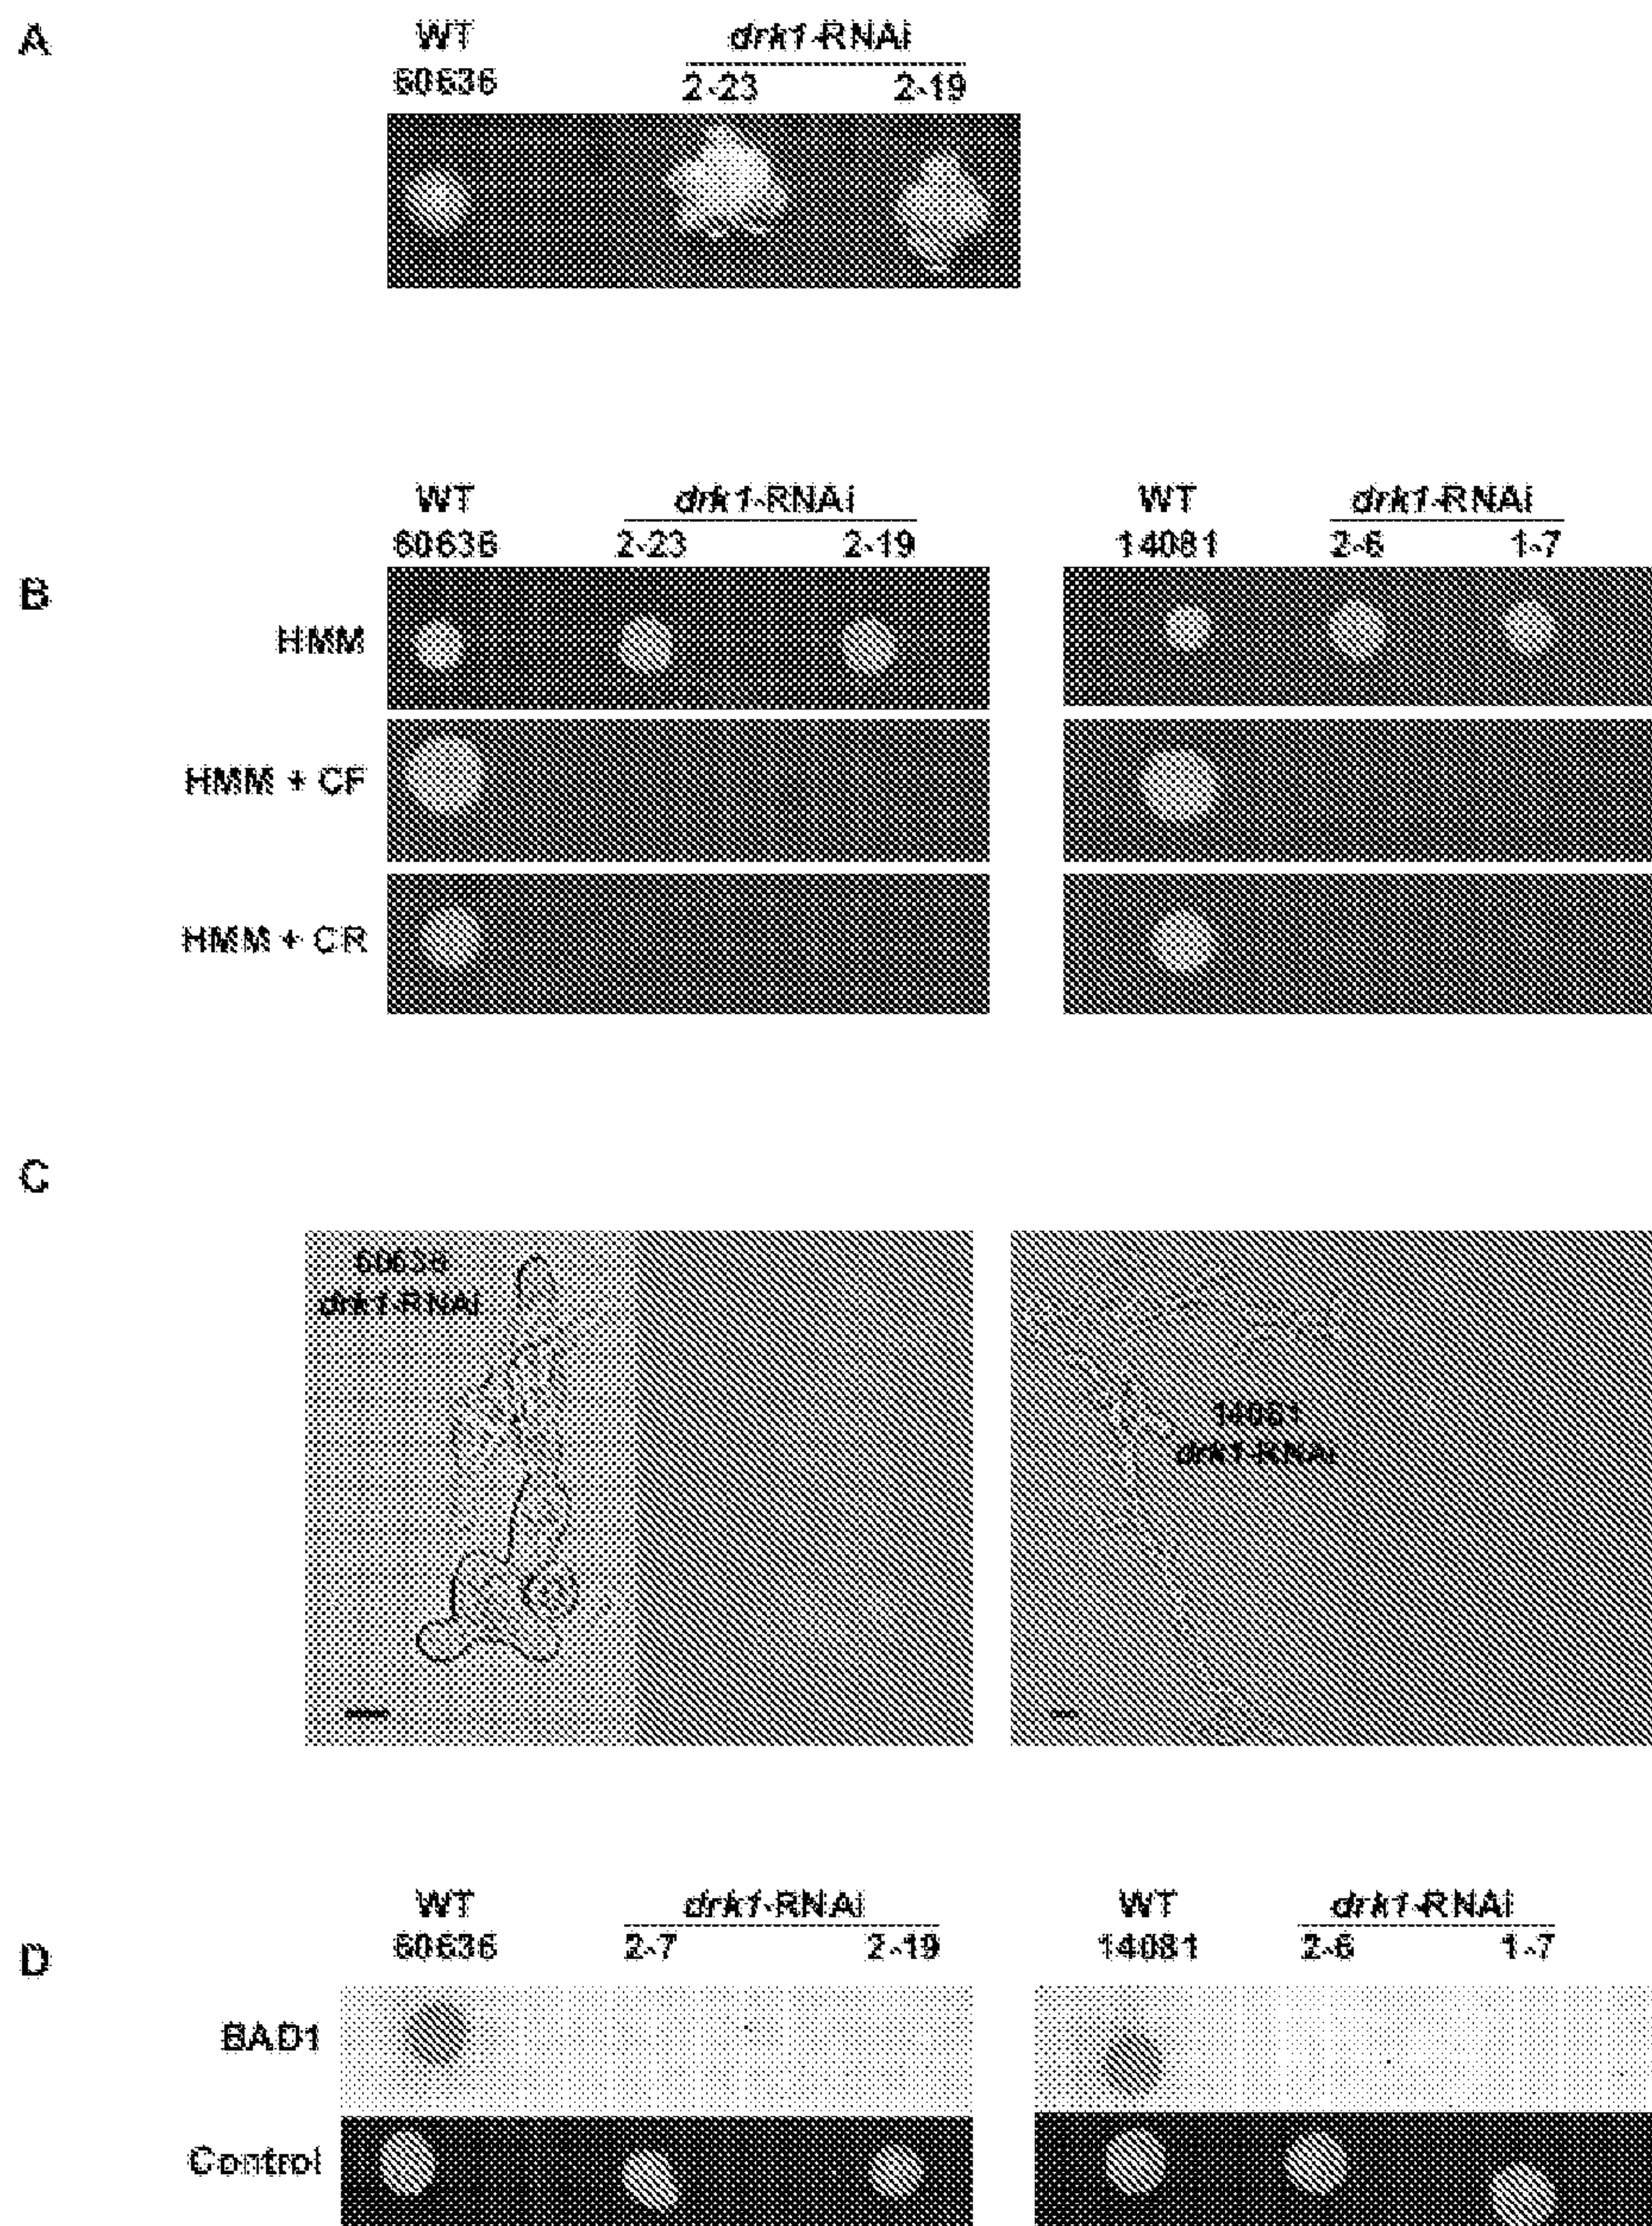 A
WT drk1-RNAi
60636 2-23 2-19
WT drk1-RNAi WT drk1-RNAi
60636 2-23 2-19 14081 2-6 1-7
B
HMM
HMM + CF
HMM + CR
C
60636
drk1-RNAi
14081
drk1-RNAi
WT drk1-RNAi WT drk1-RNAi
60636 2-7 2-19 14081 2-6 1-7
D
BAD1
Control